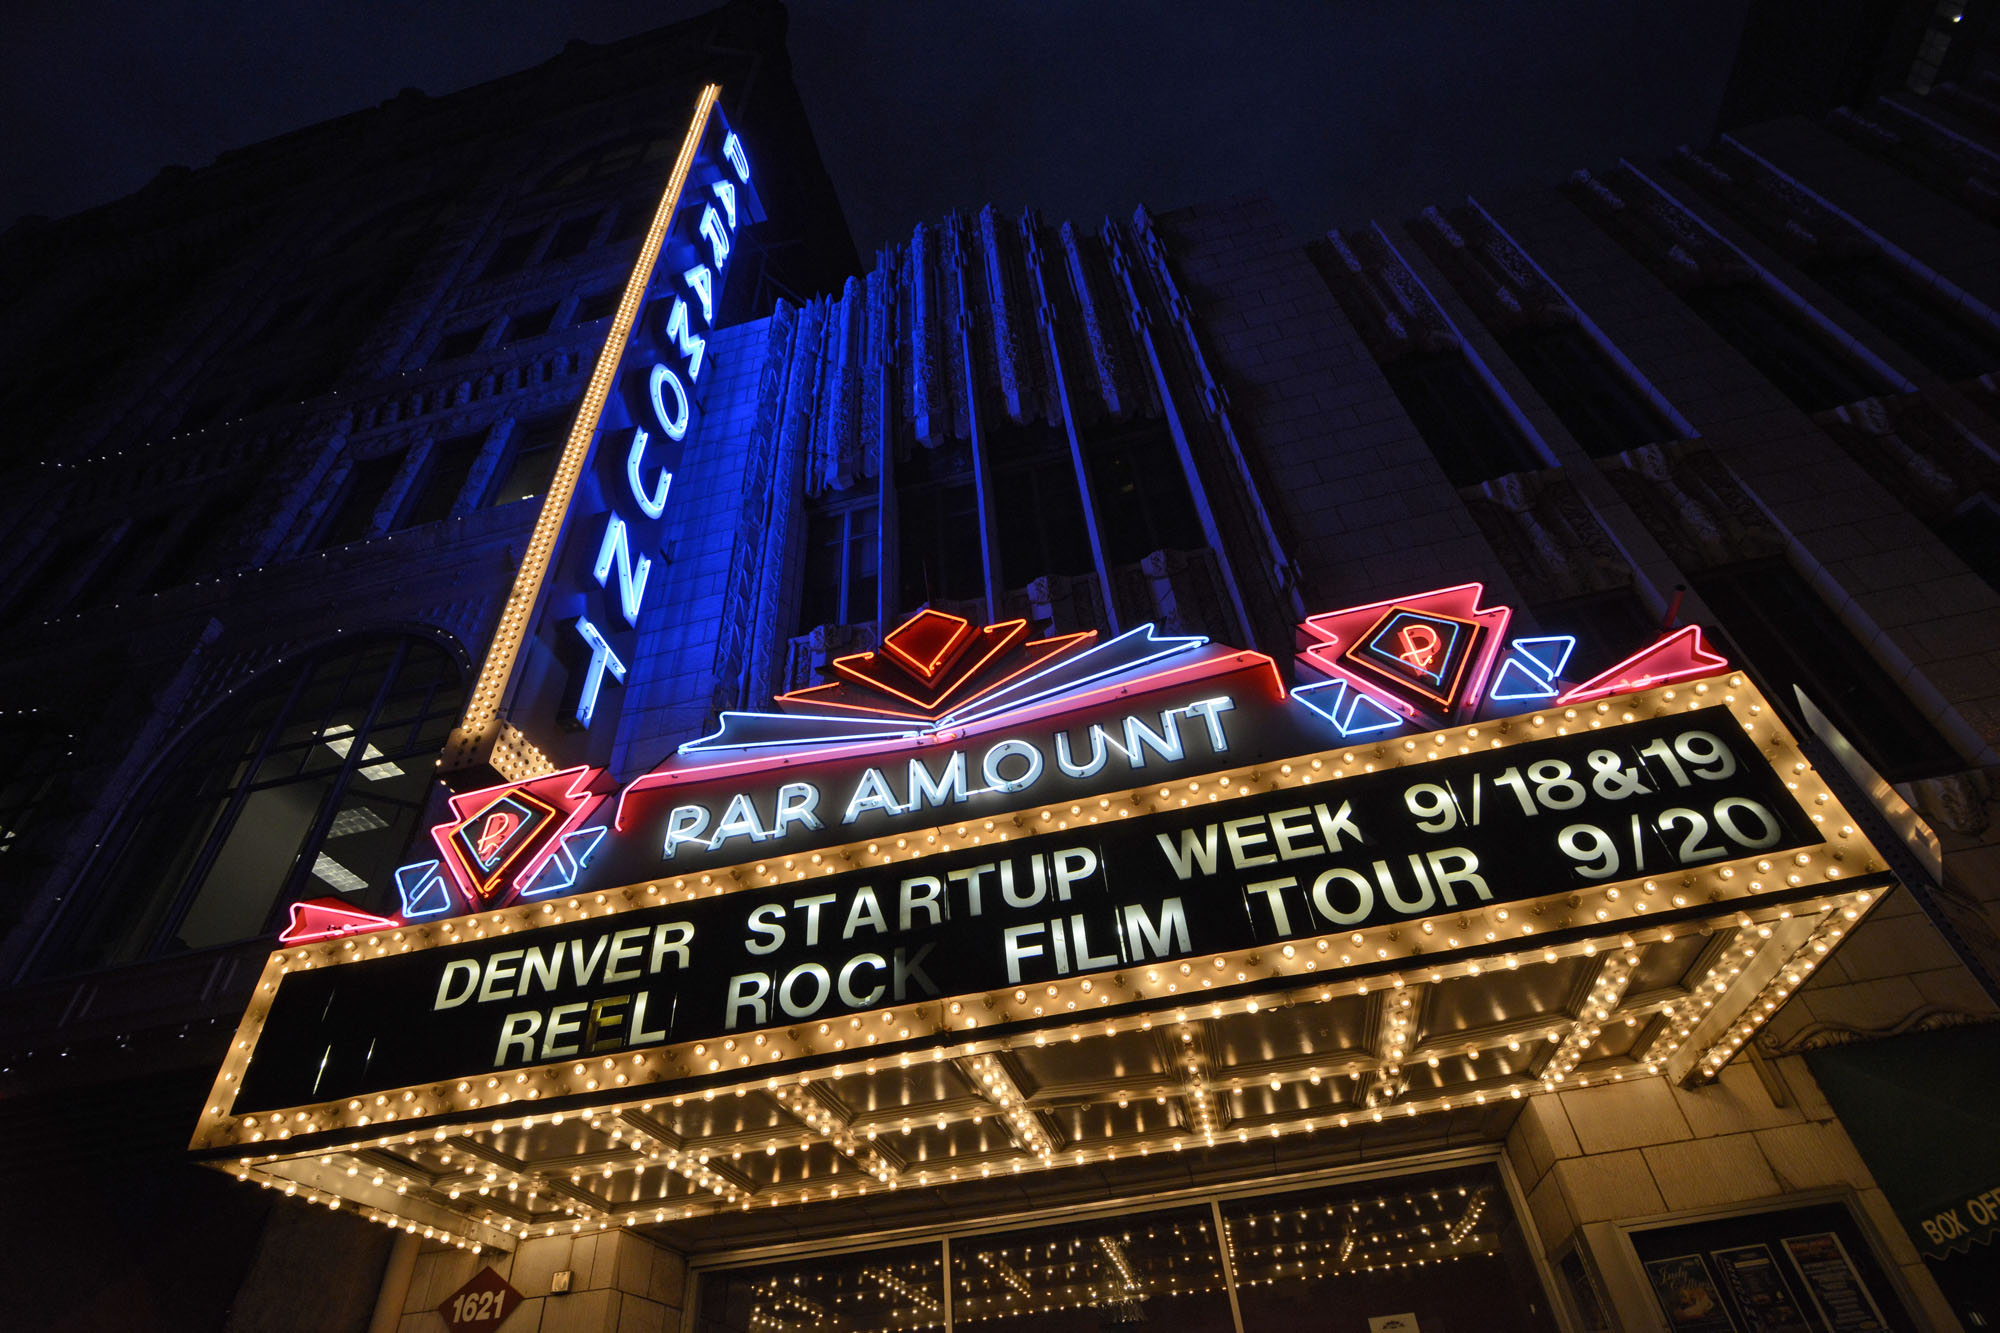 PARAMOUNT
PARAMOUNT
DENVER STARTUP WEEK 9/18&19
REEL ROCK FILM TOUR 9/20
1621
BOX OF